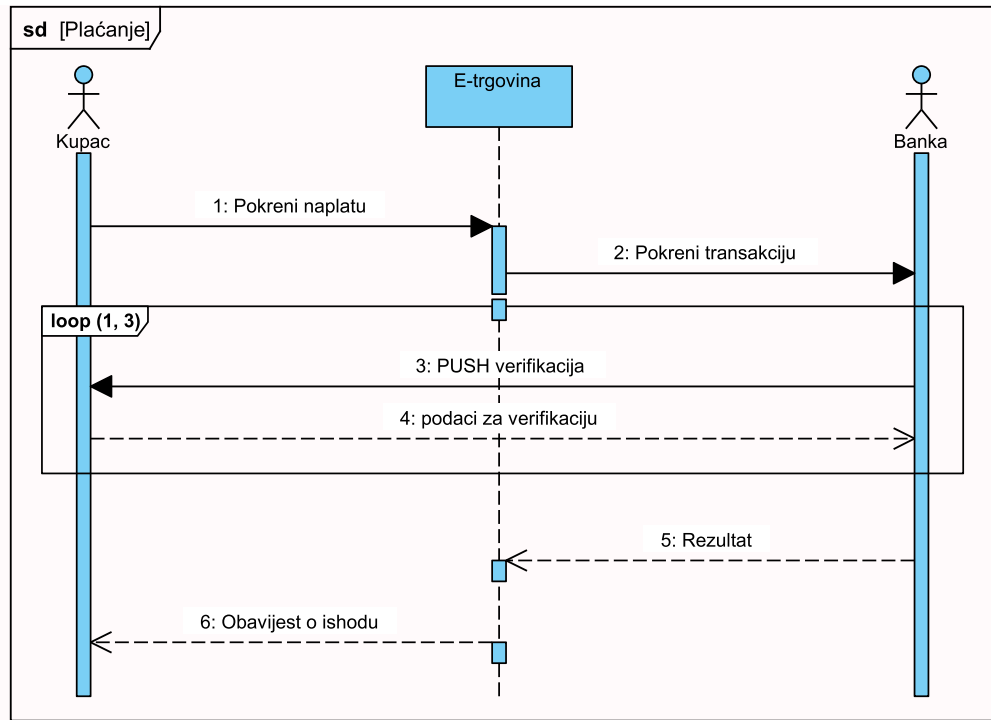 sd [Plaćanje]
E-trgovina
Kupac
Banka
1: Pokreni naplatu
2: Pokreni transakciju
loop (1, 3)
3: PUSH verifikacija
4: podaci za verifikaciju
5: Rezultat
6: Obavijest o ishodu